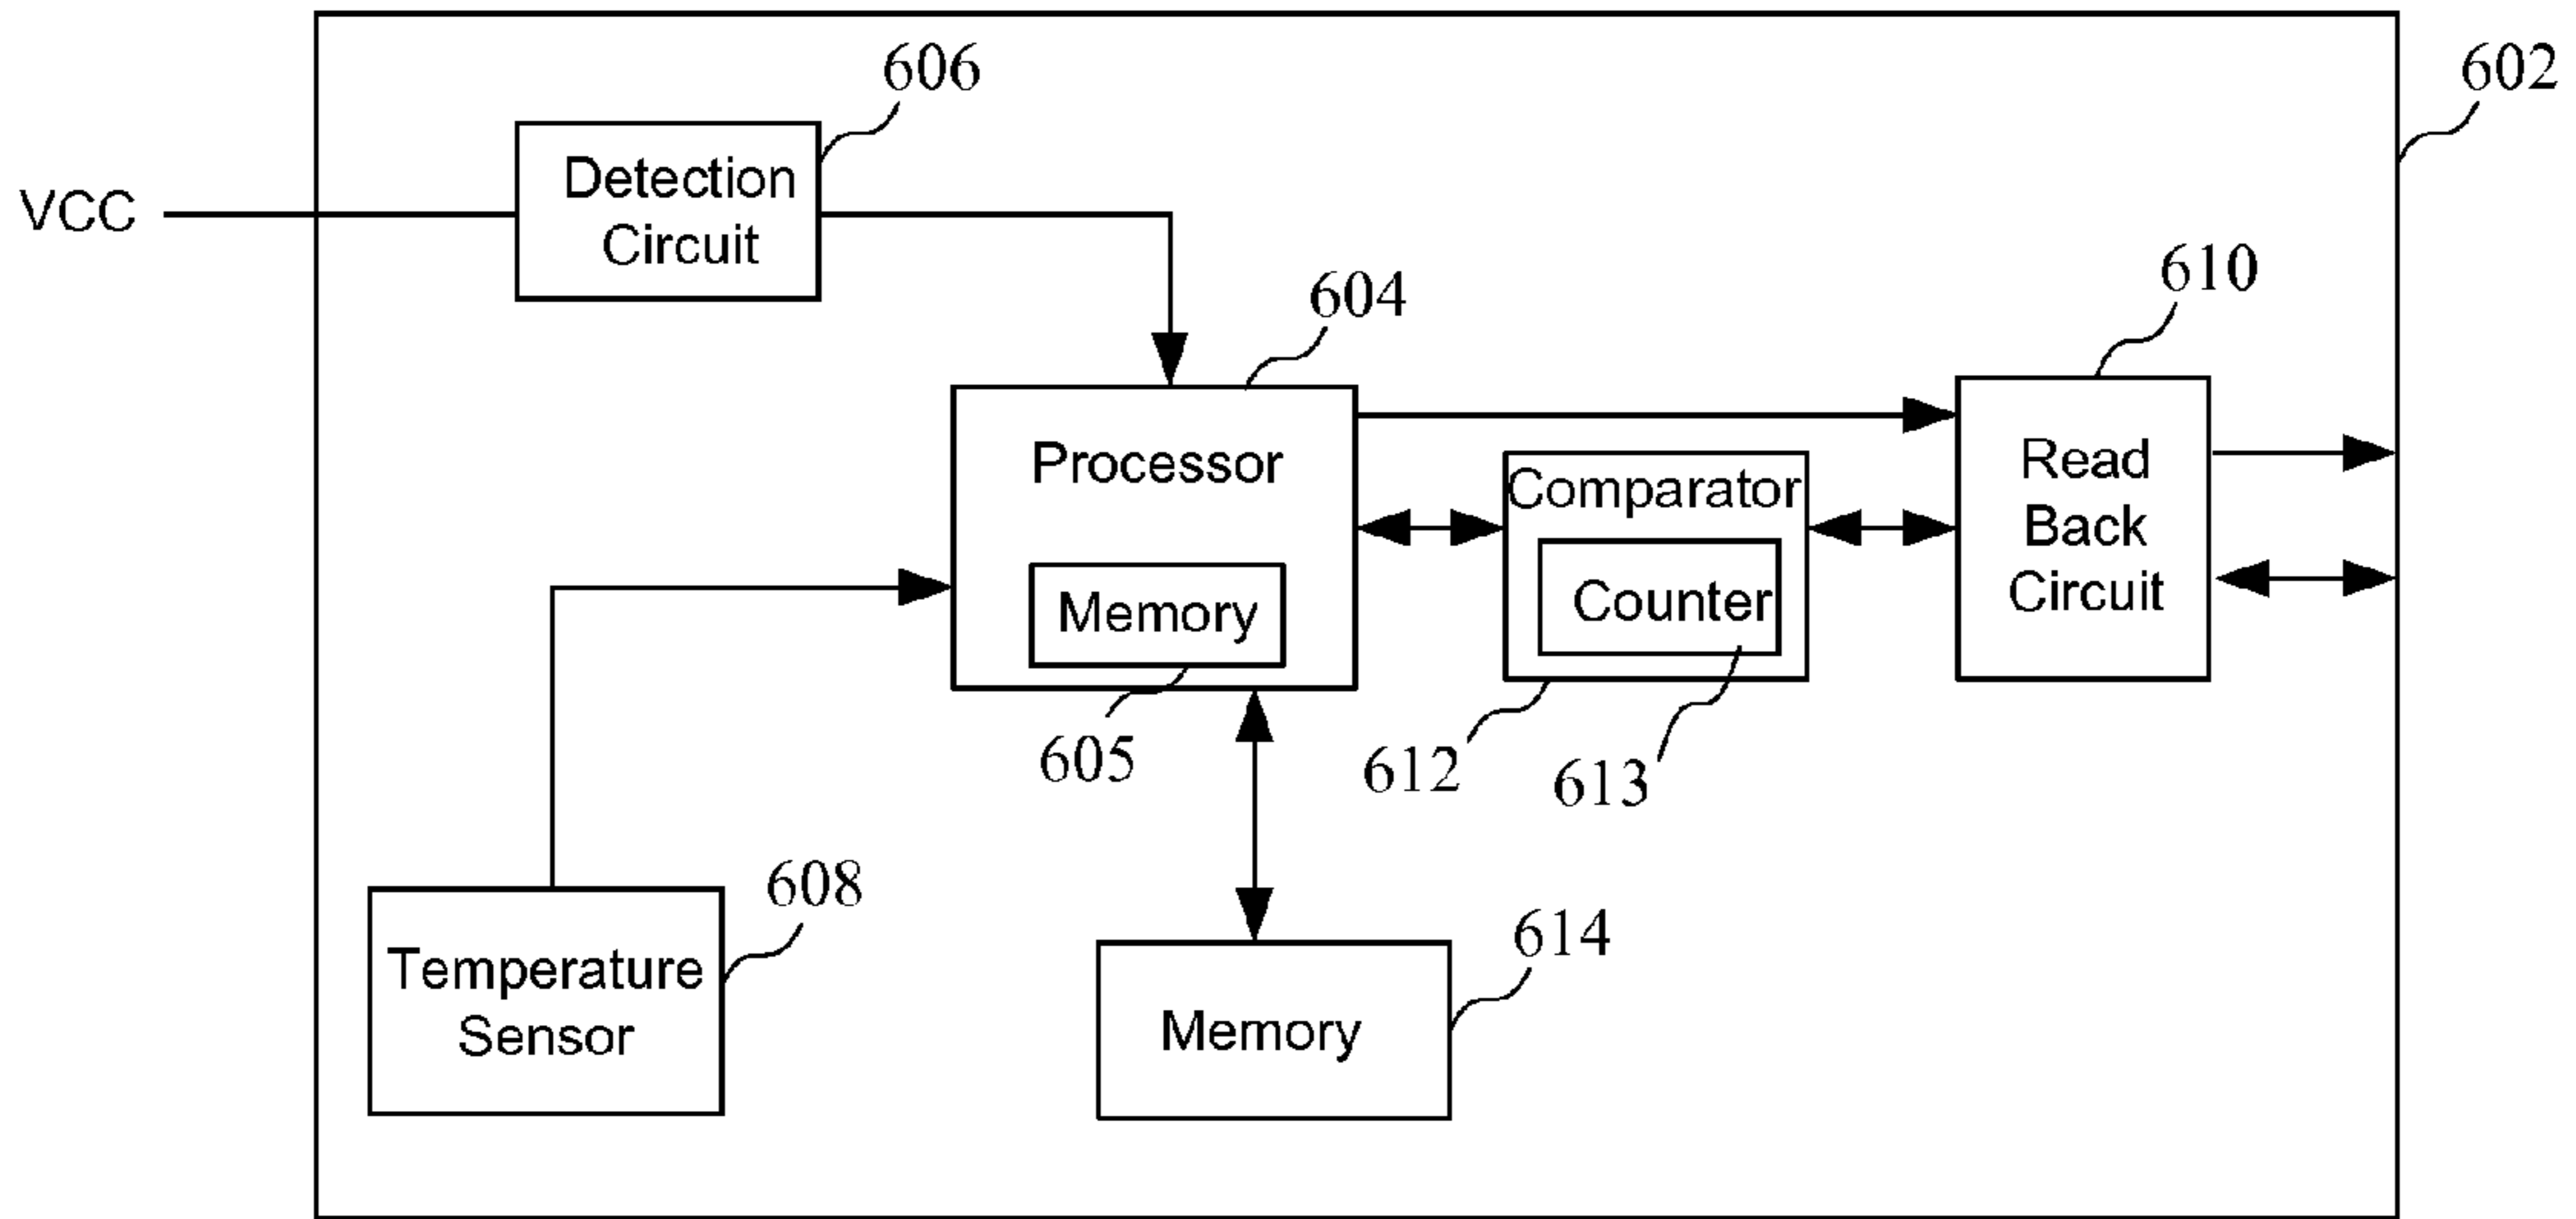 606
602
Detection
Circuit
VCC
604
610
Processor
Read
Back
Circuit
Comparator
Counter
Memory
605
612
613
608
614
Temperature
Sensor
Memory